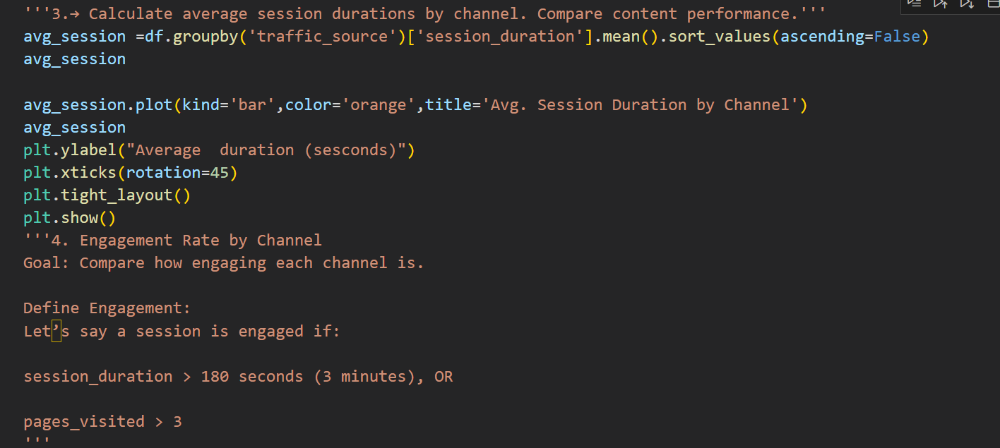 '''3.→ Calculate average session durations by channel. Compare content performance.'''
avg_session =df.groupby('traffic_source')['session_duration'].mean().sort_values(ascending=False)
avg_session
avg_session.plot(kind='bar',color='orange',title='Avg. Session Duration by Channel')
avg_session
plt.ylabel("Average  duration (sesconds)")
plt.xticks(rotation=45)
plt.tight_layout()
plt.show()
'''4. Engagement Rate by Channel
Goal: Compare how engaging each channel is.
Define Engagement:
Let’s say a session is engaged if:
session_duration > 180 seconds (3 minutes), OR
pages_visited > 3
'''